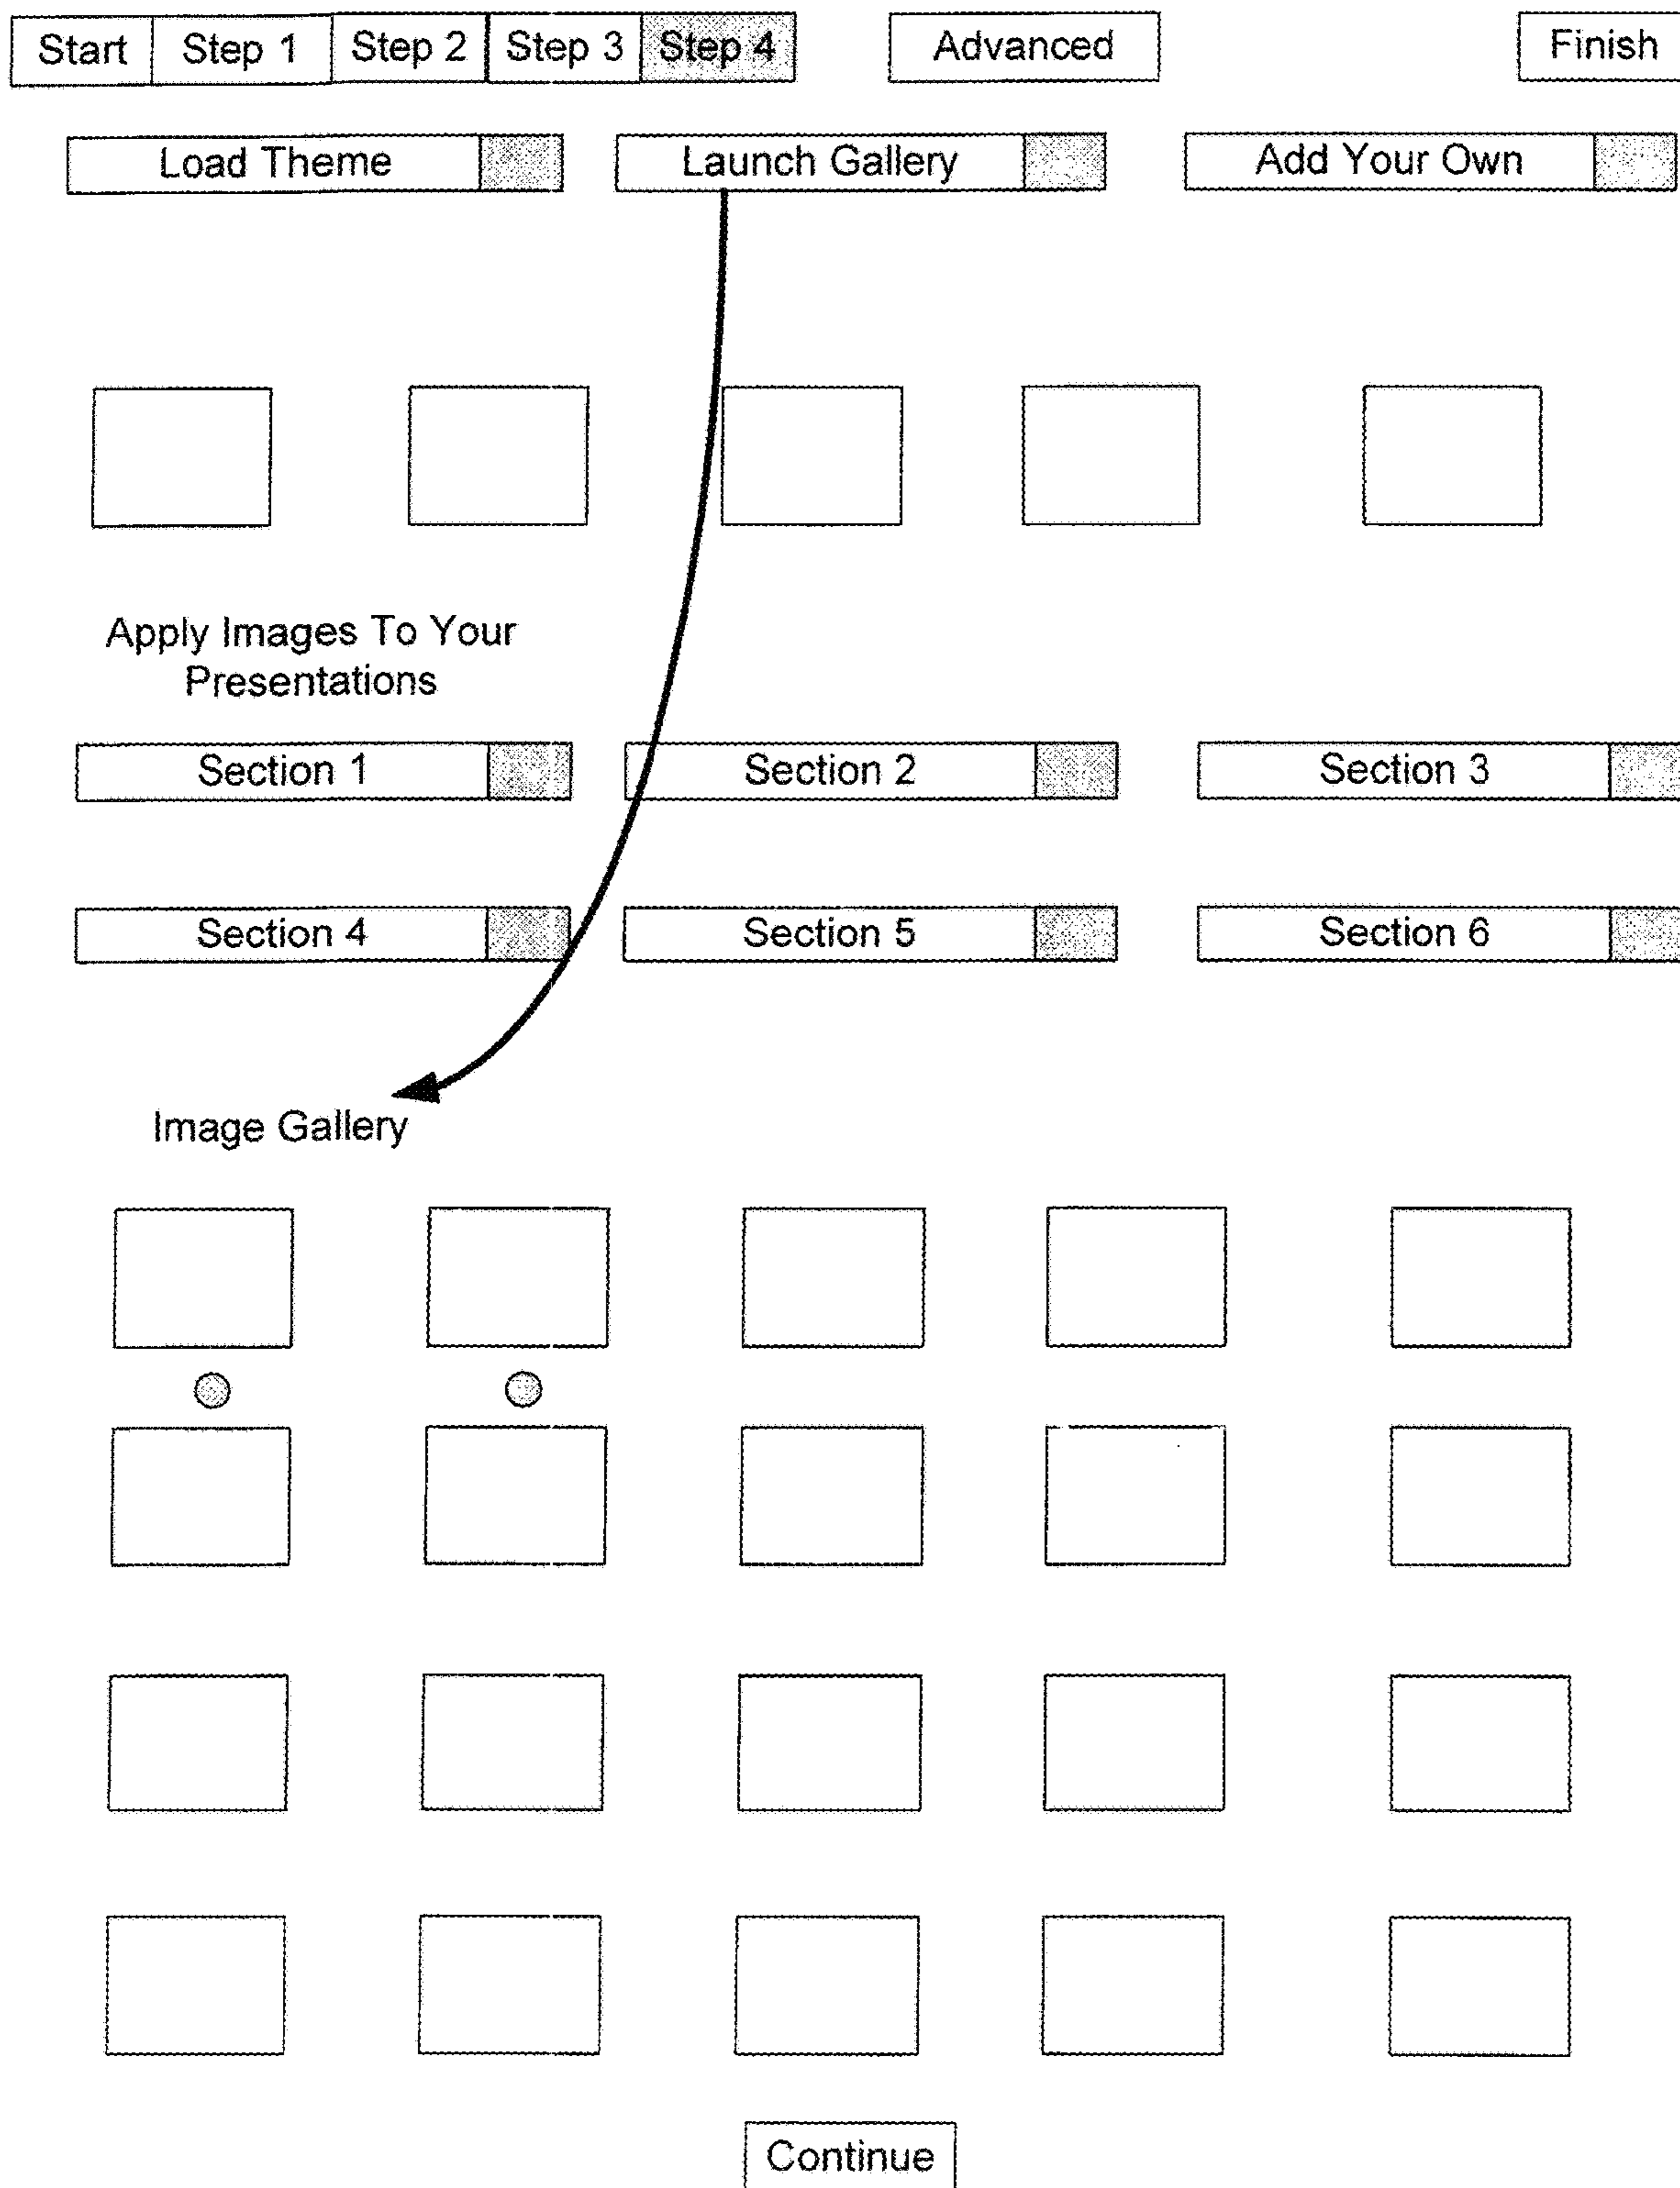 Start Step 1 Step 2 Step 3 Step 4 Advanced Finish
Load Theme Launch Gallery Add Your Own
Apply Images To Your
Presentations
Section 1 Section 2 Section 3
Section 4 Section 5 Section 6
Image Gallery
Continue